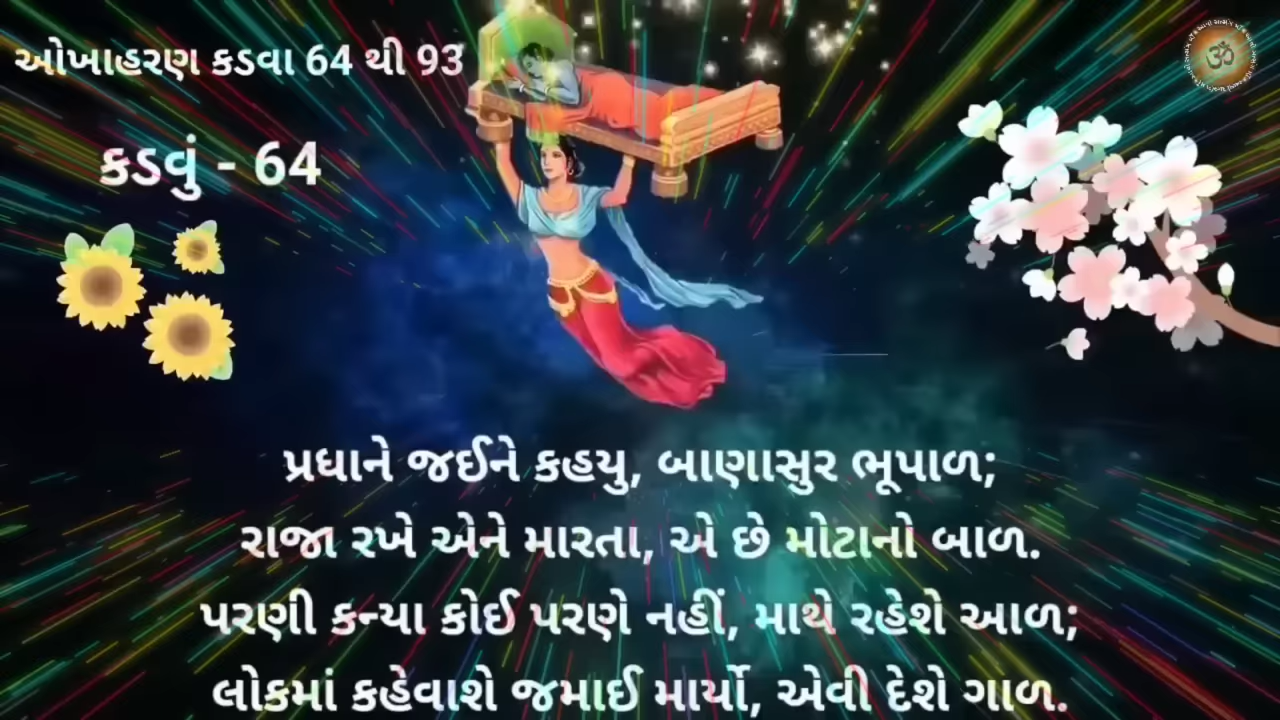 ઓખાહરણ કડવા 64 થી 93
કડવું - 64
ૐ
પ્રધાને જઈને કહયુ, બાણાસુર ભૂપાળ;
રાજા રખે એને મારતા, એ છે મોટાનો બાળ.
પરણી કન્યા કોઈ પરણે નહીં, માથે રહેશે આળ;
લોકમાં કહેવાશે જમાઈ માર્યો, એવી દેશે ગાળ.